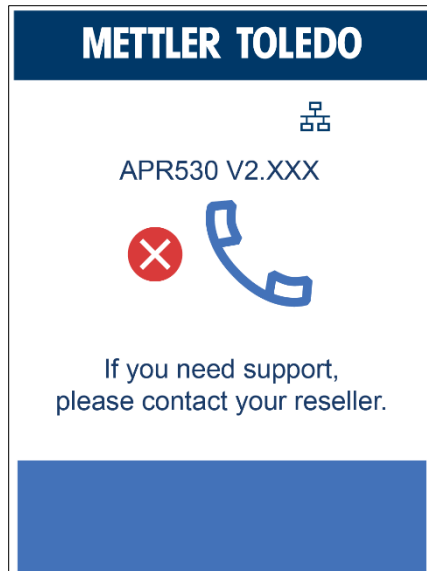 METTLER TOLEDO
APR530 V2.XXX
If you need support,
please contact your reseller.